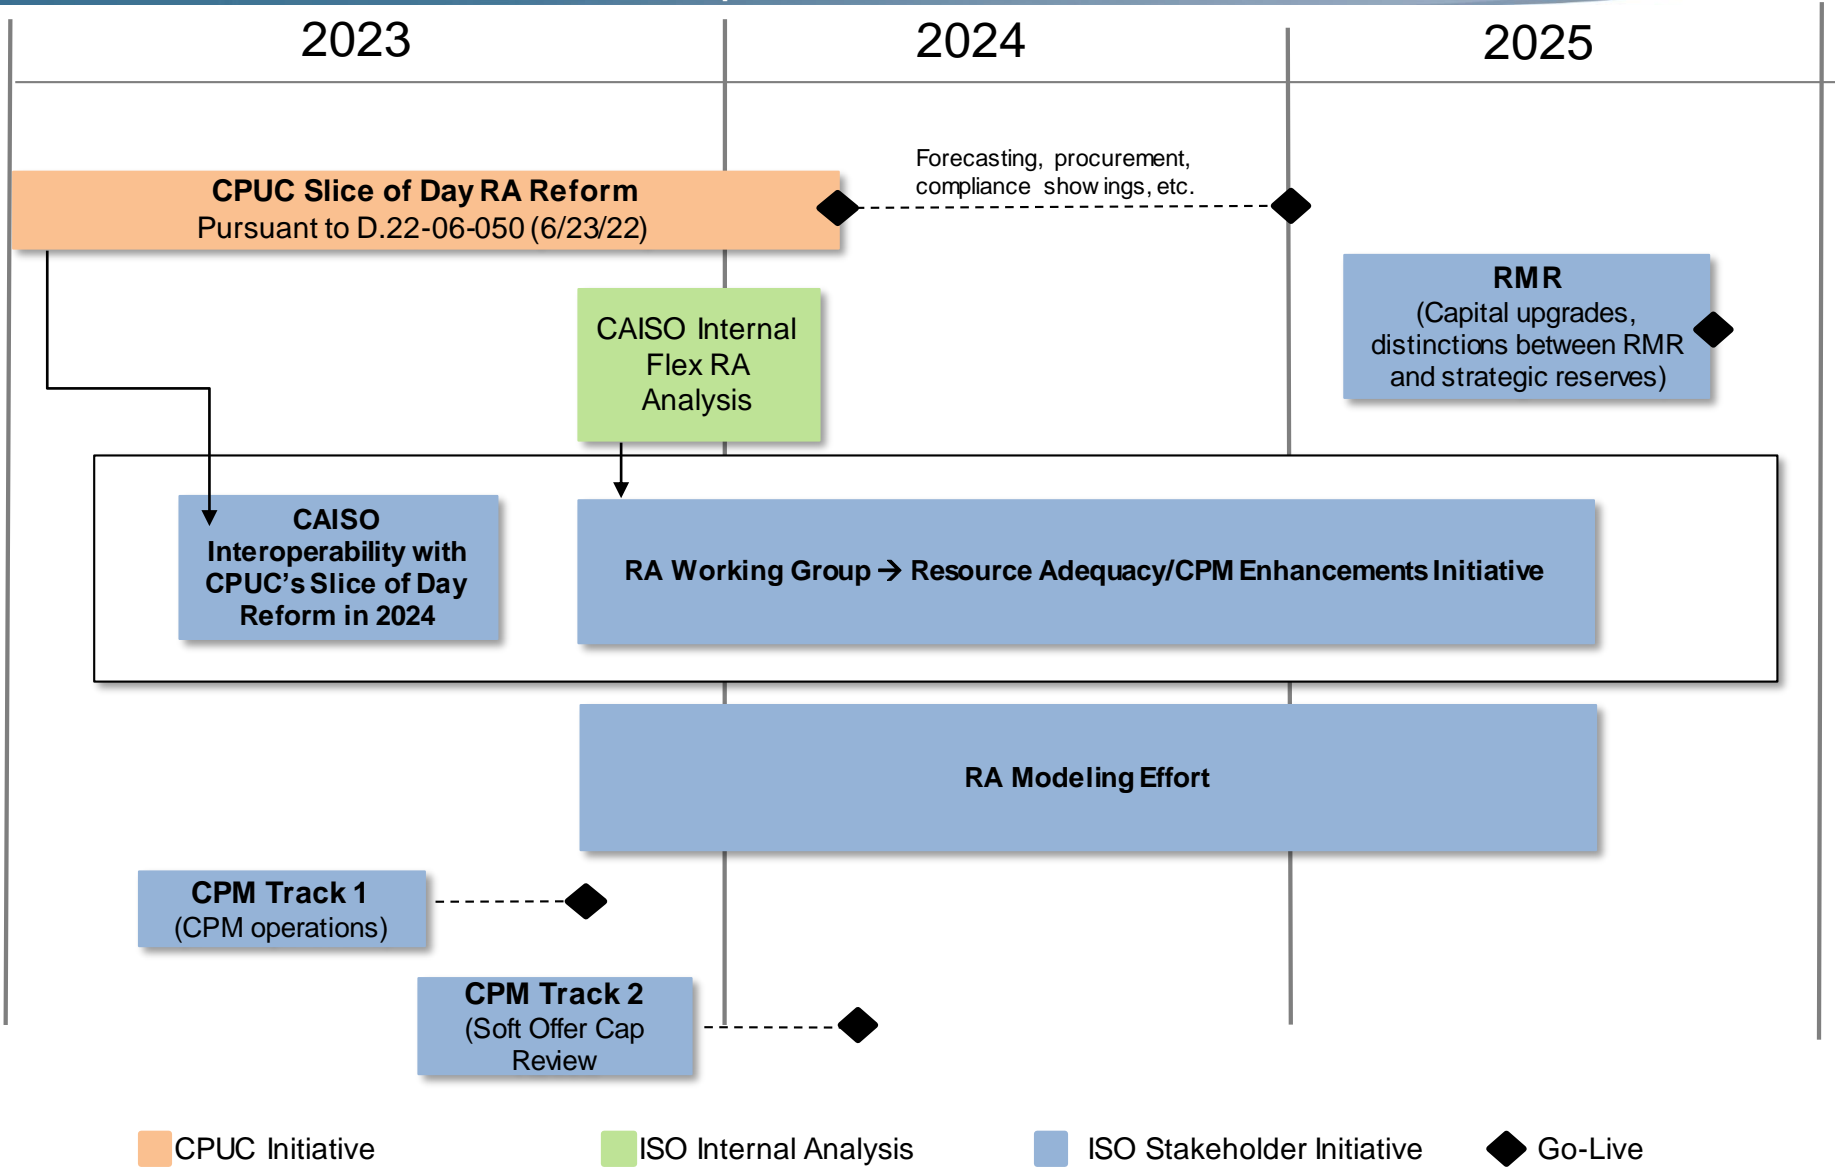 2023
2024
2025
Forecasting, procurement,
compliance showings, etc.
CPUC Slice of Day RA Reform
Pursuant to D.22-06-050 (6/23/22)
RMR
(Capital upgrades,
distinctions between RMR
and strategic reserves)
CAISO Internal
Flex RA
Analysis
CAISO
Interoperability with
CPUC's Slice of Day
Reform in 2024
RA Working Group → Resource Adequacy/CPM Enhancements Initiative
RA Modeling Effort
CPM Track 1
(CPM operations)
CPM Track 2
(Soft Offer Cap
Review
CPUC Initiative
ISO Internal Analysis
ISO Stakeholder Initiative
Go-Live